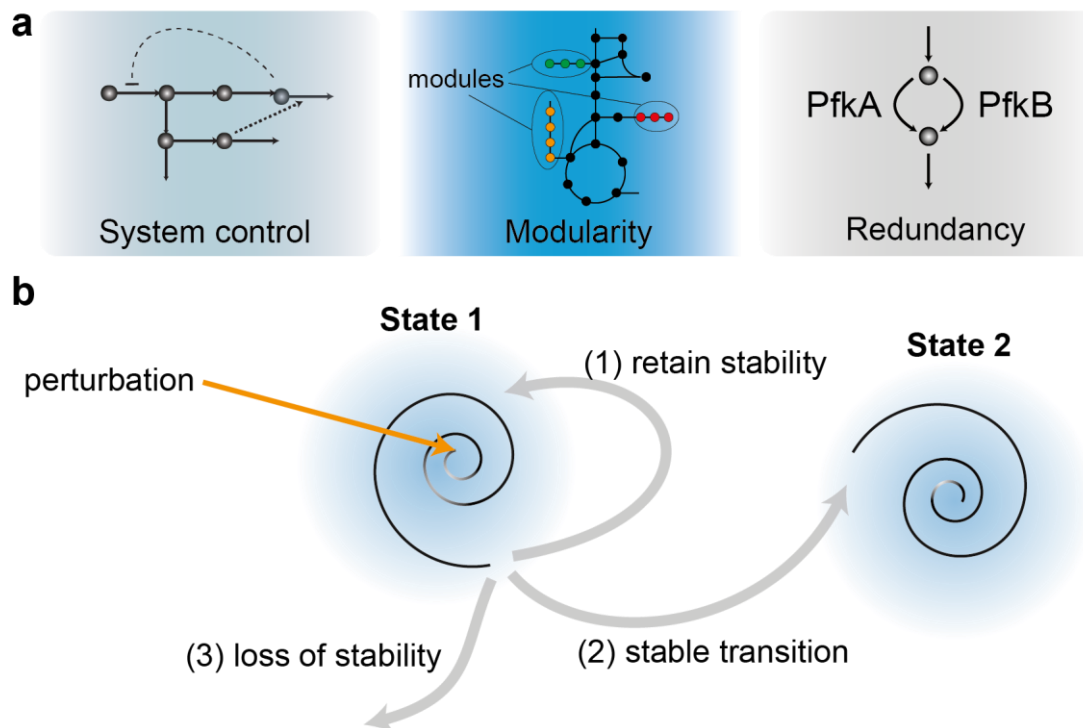 a
modules
PfkA
PfkB
System control
Modularity
Redundancy
b
State 1
State 2
(1) retain stability
perturbation
(3) loss of stability
(2) stable transition